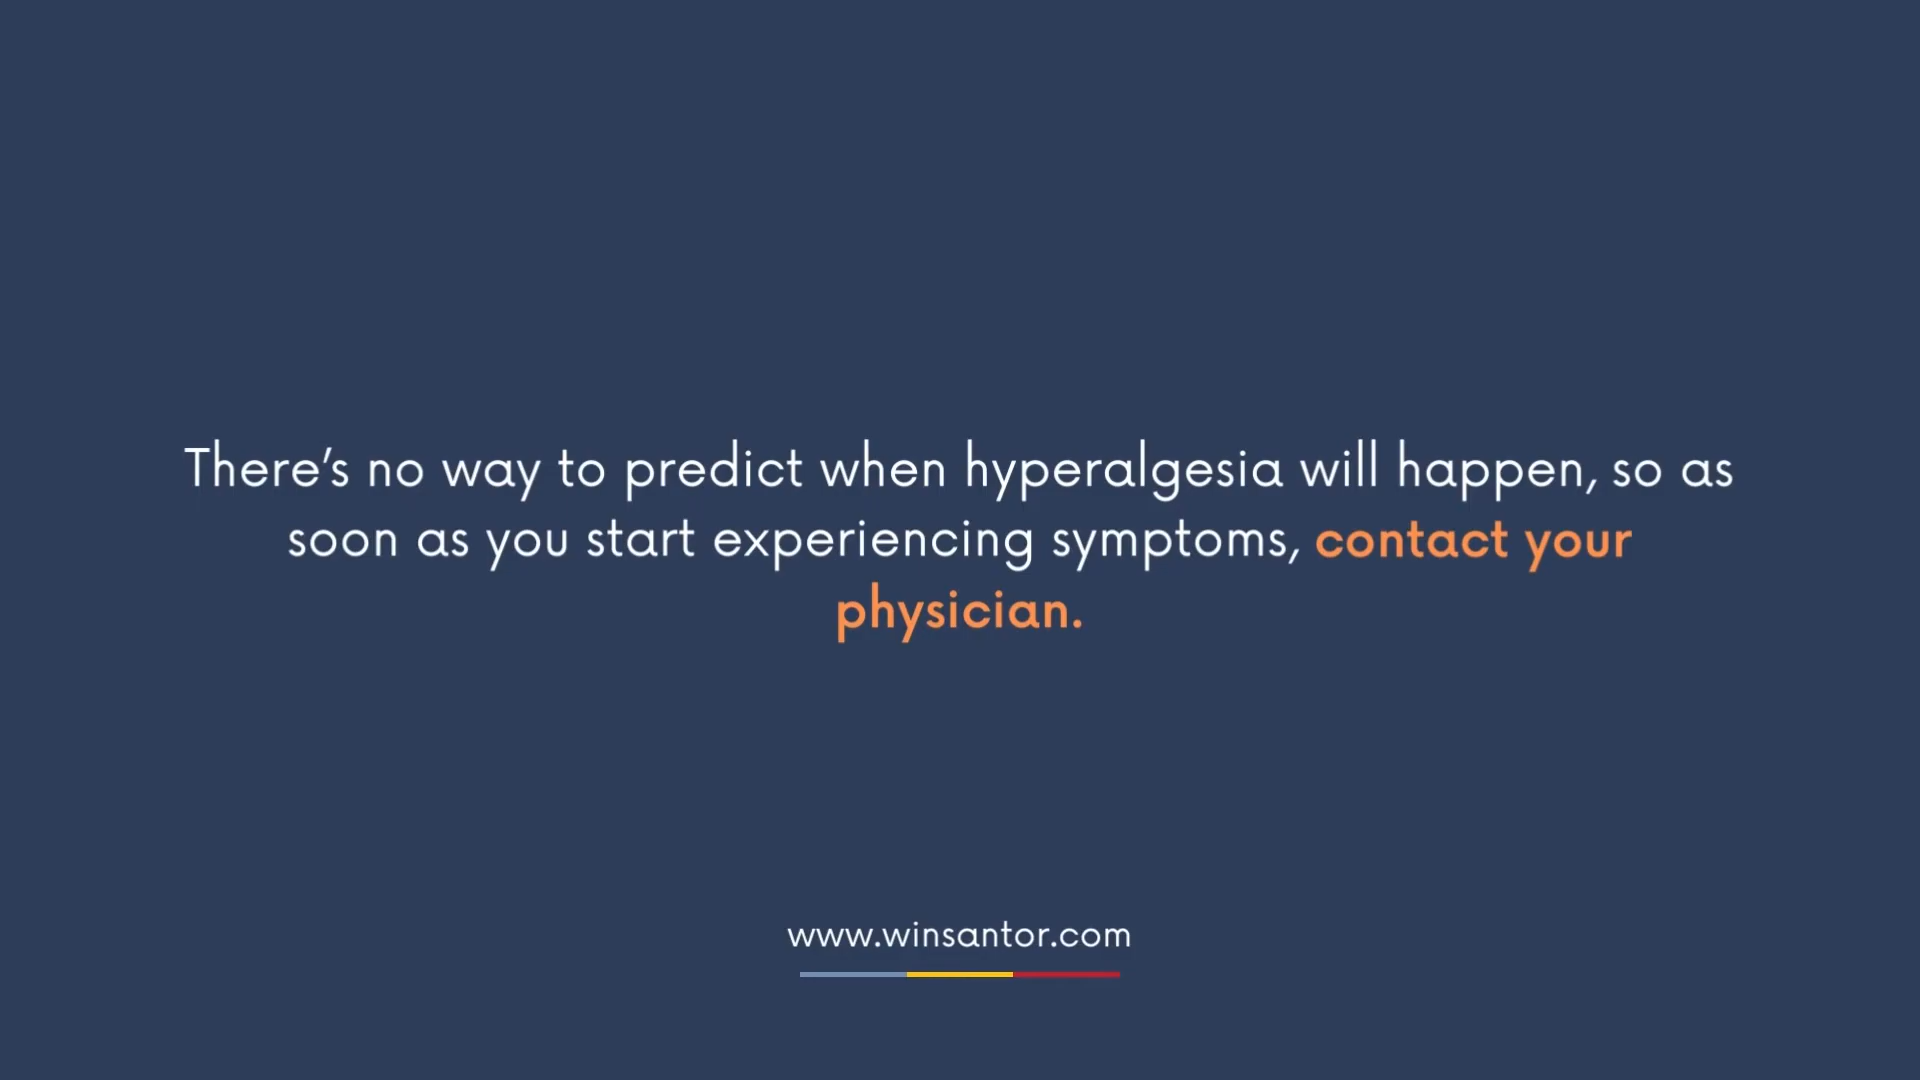 There’s no way to predict when hyperalgesia will happen, so as
soon as you start experiencing symptoms, contact your
physician.
www.winsantor.com